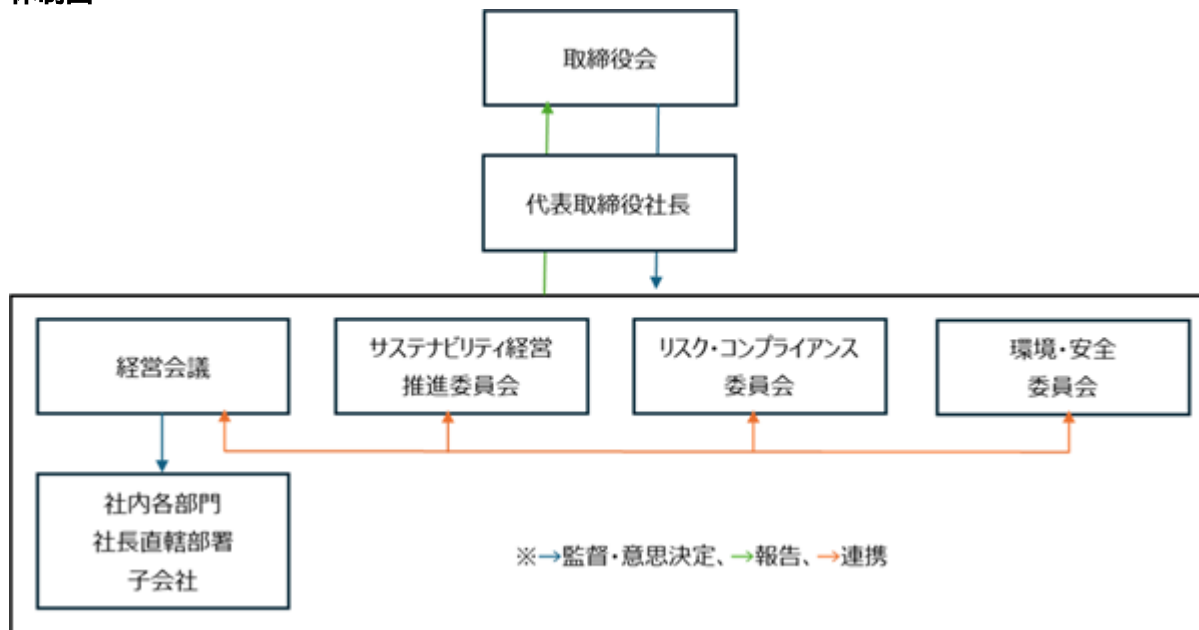 体制図
取締役会
代表取締役社長
経営会議
サステナビリティ経営
推進委員会
リスク・コンプライアンス
委員会
環境・安全
委員会
社内各部門
社長直轄部署
子会社
※→監督・意思決定、→報告、→連携